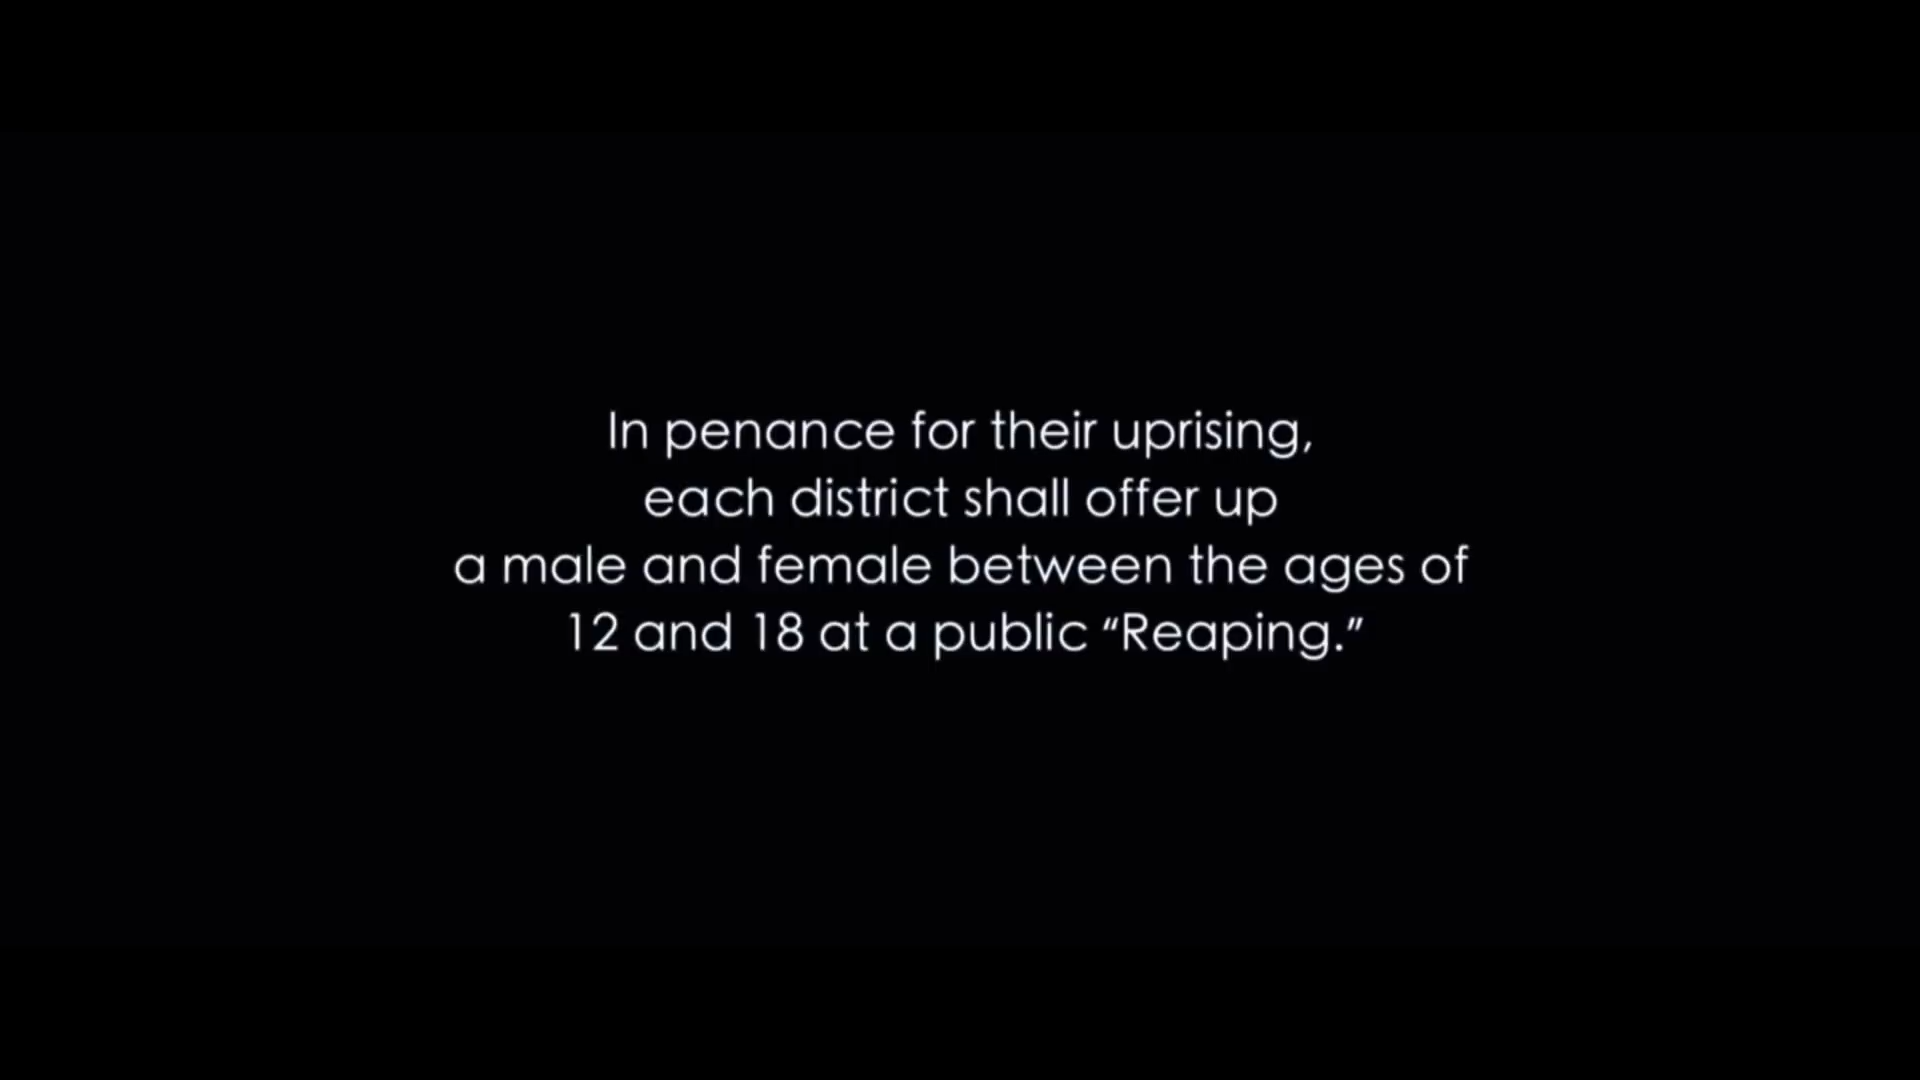 In penance for their uprising,
each district shall offer up
a male and female between the ages of
12 and 18 at a public “Reaping.”